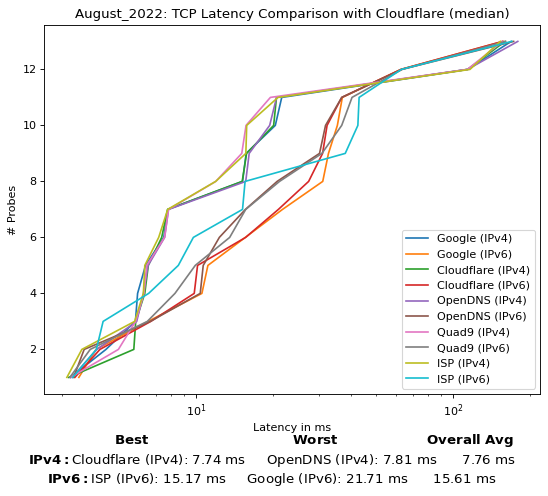 August_2022: TCP Latency Comparison with Cloudflare (median)
# Probes
12
10
8
6
4
2
10¹ 10²
Latency in ms
Google (IPv4)
Google (IPv6)
Cloudflare (IPv4)
Cloudflare (IPv6)
OpenDNS (IPv4)
OpenDNS (IPv6)
Quad9 (IPv4)
Quad9 (IPv6)
ISP (IPv4)
ISP (IPv6)
Best Worst Overall Avg
IPv4: Cloudflare (IPv4): 7.74 ms OpenDNS (IPv4): 7.81 ms 7.76 ms
IPv6: ISP (IPv6): 15.17 ms Google (IPv6): 21.71 ms 15.61 ms